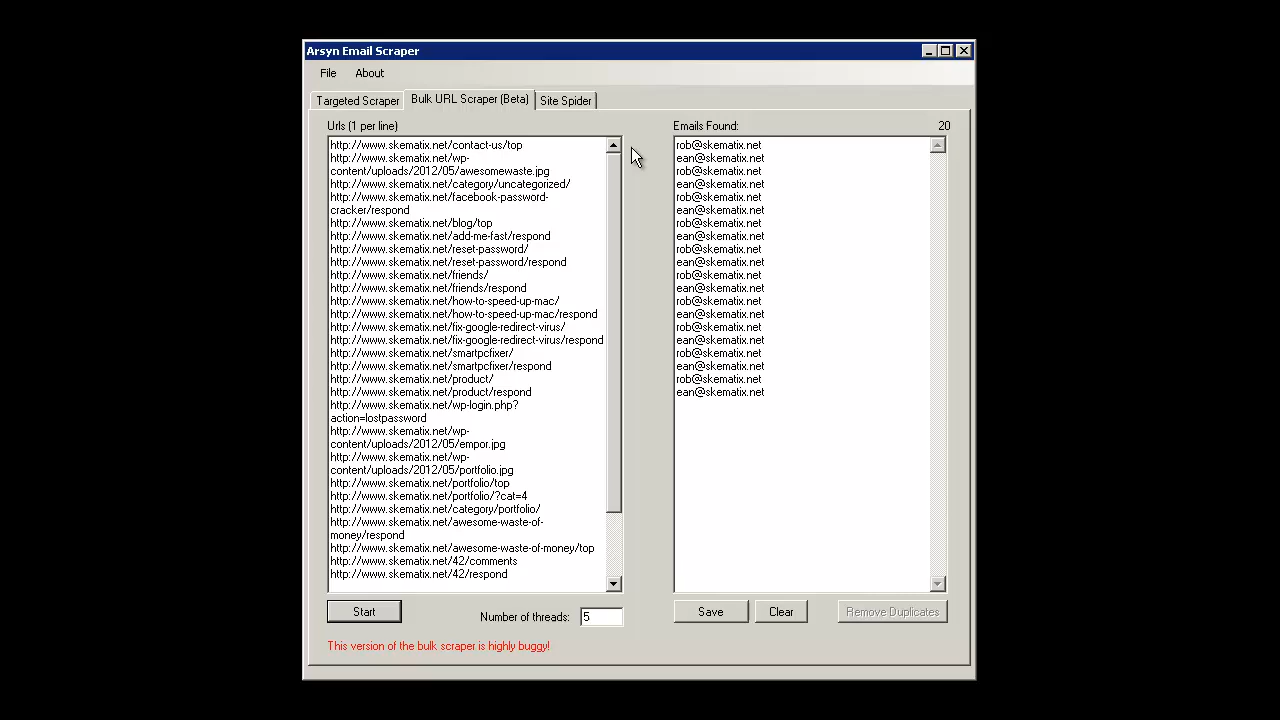 Arsyn Email Scraper
File About
Targeted Scraper Bulk URL Scraper (Beta) Site Spider
Urls (1 per line)
http://www.skematix.net/contact-us/top
http://www.skematix.net/wp-
content/uploads/2012/05/awesomewaste.jpg
http://www.skematix.net/category/uncategorized/
http://www.skematix.net/facebook-password-
cracker/respond
http://www.skematix.net/blog/top
http://www.skematix.net/add-me-fast/respond
http://www.skematix.net/reset-password/
http://www.skematix.net/reset-password/respond
http://www.skematix.net/friends/
http://www.skematix.net/friends/respond
http://www.skematix.net/how-to-speed-up-mac/
http://www.skematix.net/how-to-speed-up-mac/respond
http://www.skematix.net/fix-google-redirect-virus/
http://www.skematix.net/fix-google-redirect-virus/respond
http://www.skematix.net/smartpcfixer/
http://www.skematix.net/smartpcfixer/respond
http://www.skematix.net/product/
http://www.skematix.net/product/respond
http://www.skematix.net/wp-login.php?
action=lostpassword
http://www.skematix.net/wp-
content/uploads/2012/05/empor.jpg
http://www.skematix.net/wp-
content/uploads/2012/05/portfolio.jpg
http://www.skematix.net/portfolio/top
http://www.skematix.net/portfolio/?cat=4
http://www.skematix.net/category/portfolio/
http://www.skematix.net/awesome-waste-of-
money/respond
http://www.skematix.net/awesome-waste-of-money/top
http://www.skematix.net/42/comments
http://www.skematix.net/42/respond
Start
Number of threads: 5
This version of the bulk scraper is highly buggy!
Emails Found: 20
rob@skematix.net
ean@skematix.net
rob@skematix.net
ean@skematix.net
rob@skematix.net
ean@skematix.net
rob@skematix.net
ean@skematix.net
rob@skematix.net
ean@skematix.net
rob@skematix.net
ean@skematix.net
rob@skematix.net
ean@skematix.net
rob@skematix.net
ean@skematix.net
rob@skematix.net
ean@skematix.net
rob@skematix.net
ean@skematix.net
Save Clear Remove Duplicates